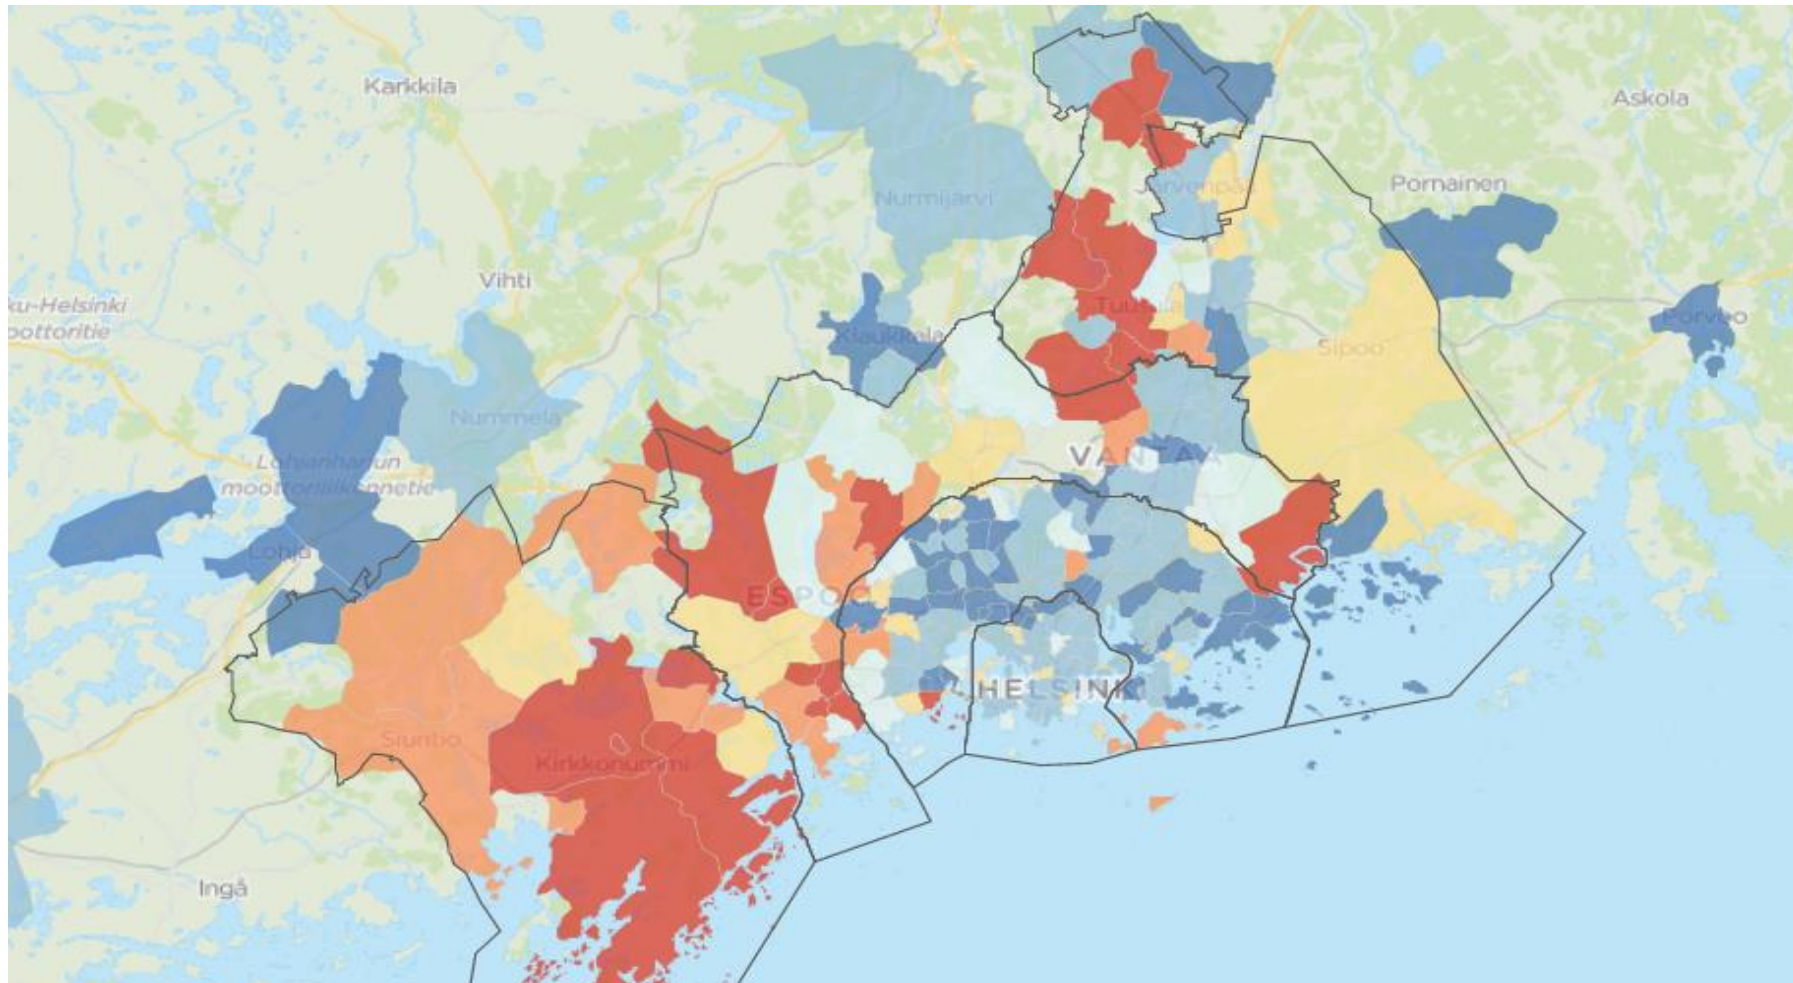 Karkkila
Askola
Nurmijärvi
Järvenpää
Pornainen
Vihti
ku-Helsinki
oottoritie
Tuusula
Klaukkala
Porvoo
Sipoo
Nummela
VANTAA
Lohjanharjun
moottoriliikennetie
Lohja
ESPOO
HELSINKI
Siuntio
Kirkkonummi
Ingå